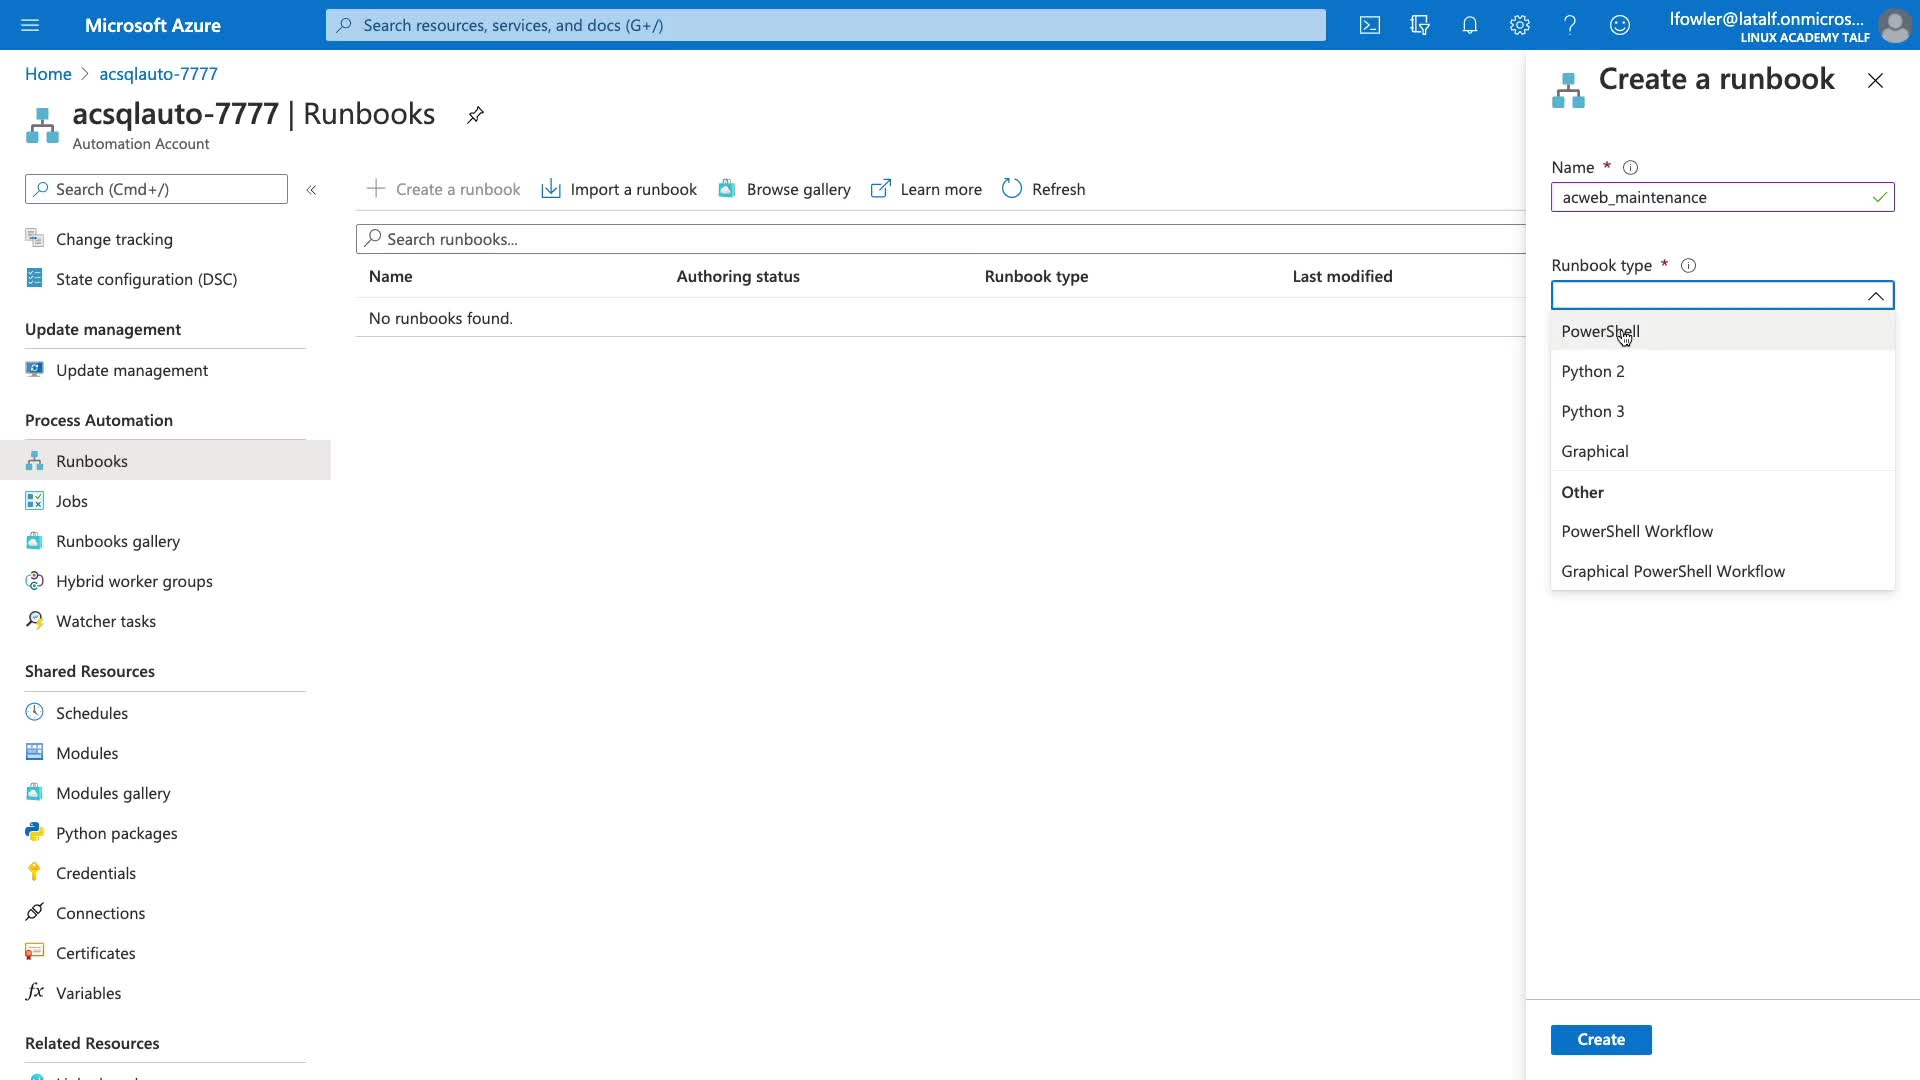 Microsoft Azure
Search resources, services, and docs (G+/)
lfowler@latalf.onmicros...
LINUX ACADEMY TALF
Home > acsqlauto-7777
acsqlauto-7777 | Runbooks
Automation Account
Search (Cmd+/)
«
Change tracking
State configuration (DSC)
Update management
Update management
Process Automation
Runbooks
Jobs
Runbooks gallery
Hybrid worker groups
Watcher tasks
Shared Resources
Schedules
Modules
Modules gallery
Python packages
Credentials
Connections
Certificates
Variables
Related Resources
Create a runbook
Import a runbook
Browse gallery
Learn more
Refresh
Search runbooks...
Name
Authoring status
Runbook type
Last modified
No runbooks found.
Create a runbook
Name *
acweb_maintenance
Runbook type *
PowerShell
Python 2
Python 3
Graphical
Other
PowerShell Workflow
Graphical PowerShell Workflow
Create